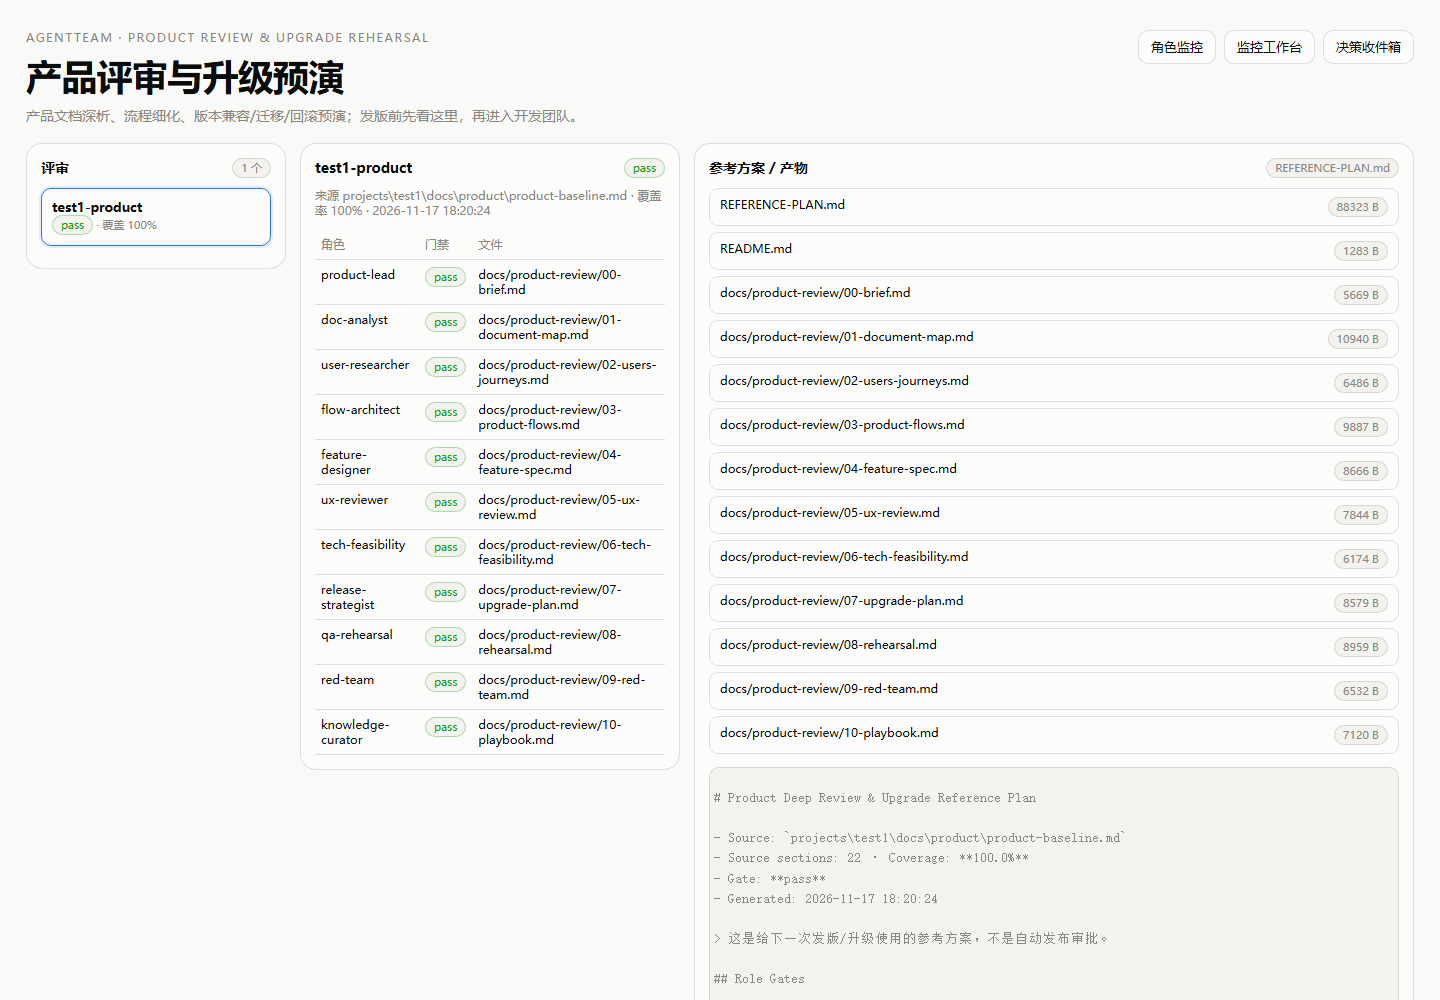 AGENTTEAM · PRODUCT REVIEW & UPGRADE REHEARSAL
产品评审与升级预演
产品文档深析、流程细化、版本兼容/迁移/回滚预演；发版前先看这里，再进入开发团队。
角色监控
监控工作台
决策收件箱
评审
1 个
test1-product
pass · 覆盖 100%
test1-product
pass
来源 projects\test1\docs\product\product-baseline.md · 覆盖
率 100% · 2026-11-17 18:20:24
角色 门禁 文件
product-lead pass docs/product-review/00-
brief.md
doc-analyst pass docs/product-review/01-
document-map.md
user-researcher pass docs/product-review/02-users-
journeys.md
flow-architect pass docs/product-review/03-
product-flows.md
feature- pass docs/product-review/04-
designer feature-spec.md
ux-reviewer pass docs/product-review/05-ux-
review.md
tech-feasibility pass docs/product-review/06-tech-
feasibility.md
release- pass docs/product-review/07-
strategist upgrade-plan.md
qa-rehearsal pass docs/product-review/08-
rehearsal.md
red-team pass docs/product-review/09-red-
team.md
knowledge- pass docs/product-review/10-
curator playbook.md
参考方案 / 产物
REFERENCE-PLAN.md
REFERENCE-PLAN.md 88323 B
README.md 1283 B
docs/product-review/00-brief.md 5669 B
docs/product-review/01-document-map.md 10940 B
docs/product-review/02-users-journeys.md 6486 B
docs/product-review/03-product-flows.md 9887 B
docs/product-review/04-feature-spec.md 8666 B
docs/product-review/05-ux-review.md 7844 B
docs/product-review/06-tech-feasibility.md 6174 B
docs/product-review/07-upgrade-plan.md 8579 B
docs/product-review/08-rehearsal.md 8959 B
docs/product-review/09-red-team.md 6532 B
docs/product-review/10-playbook.md 7120 B
# Product Deep Review & Upgrade Reference Plan
- Source: `projects\test1\docs\product\product-baseline.md`
- Source sections: 22 · Coverage: **100.0%**
- Gate: **pass**
- Generated: 2026-11-17 18:20:24
> 这是给下一次发版/升级使用的参考方案，不是自动发布审批。
## Role Gates